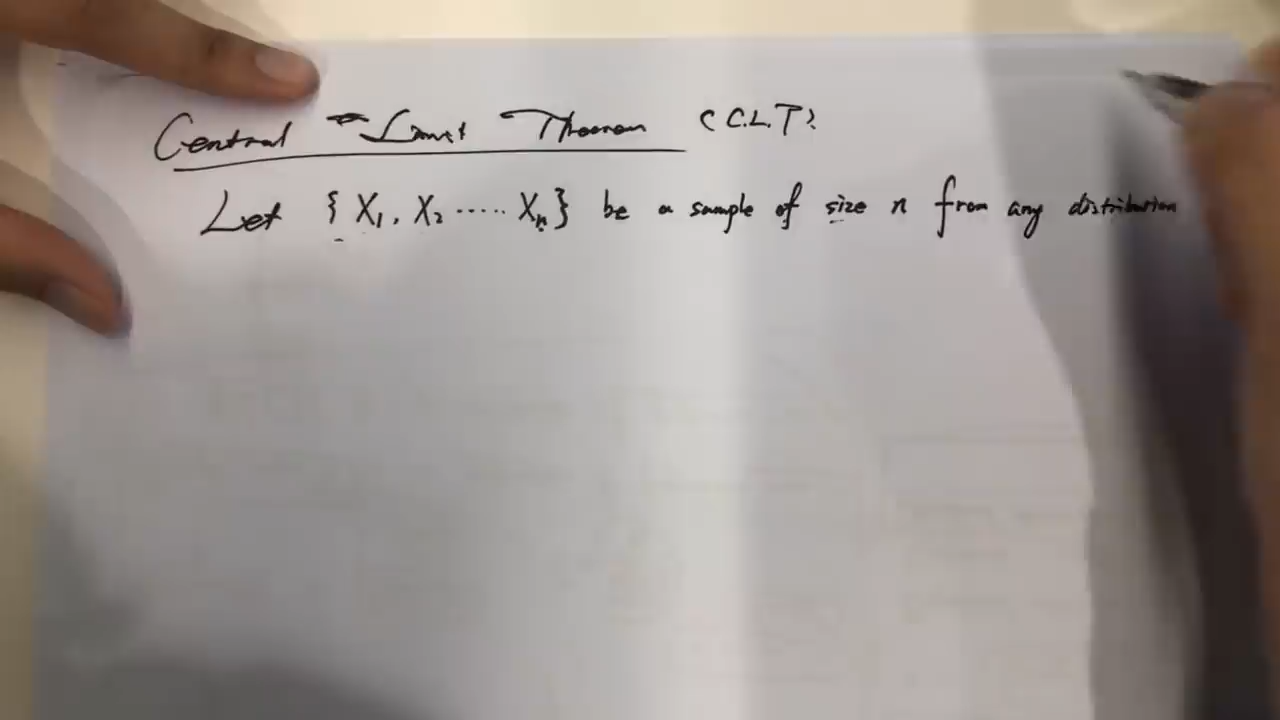 Central Limit Theorem (C.L.T)
Let { X₁, X₂ ..... Xₙ} be a sample of size n from any distribution